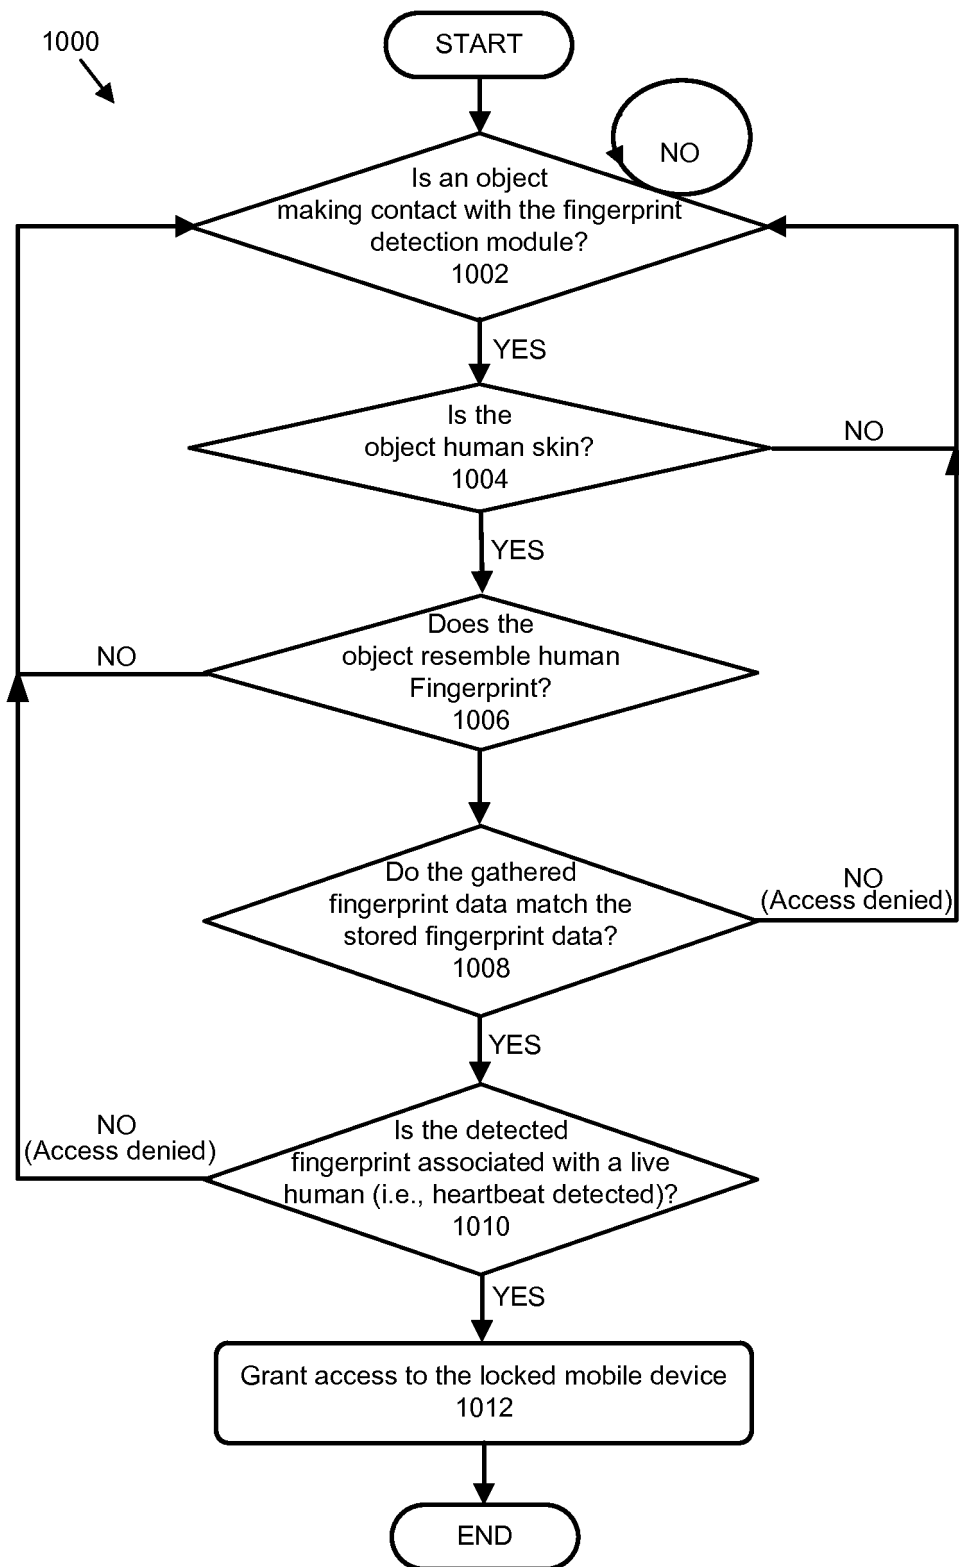 1000
START
NO
Is an object
making contact with the fingerprint
detection module?
1002
YES
Is the
object human skin?
1004
NO
YES
Does the
object resemble human
Fingerprint?
1006
NO
Do the gathered
fingerprint data match the
stored fingerprint data?
1008
NO
(Access denied)
YES
Is the detected
fingerprint associated with a live
human (i.e., heartbeat detected)?
1010
NO
(Access denied)
YES
Grant access to the locked mobile device
1012
END